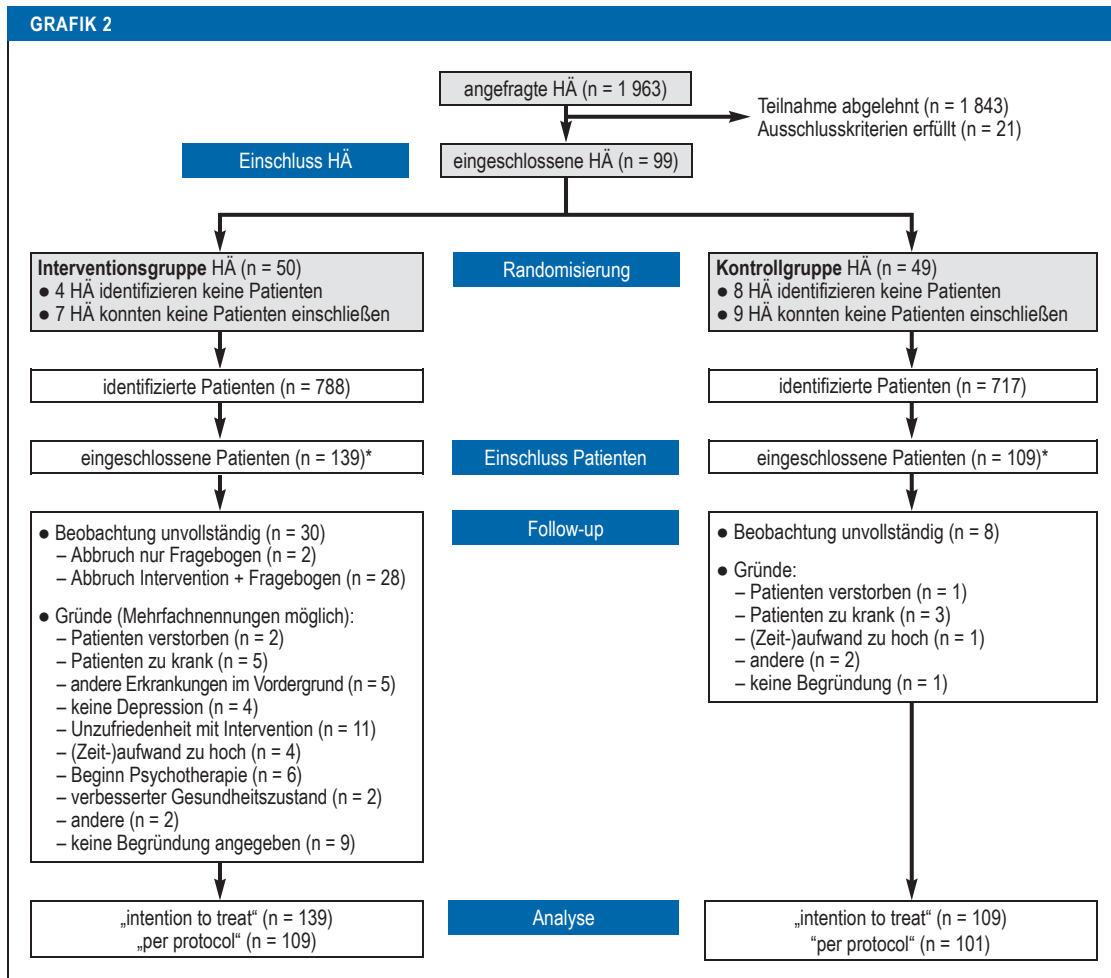 GRAFIK 2
angefragte HÄ (n = 1 963)
Teilnahme abgelehnt (n = 1 843)
Ausschlusskriterien erfüllt (n = 21)
Einschluss HÄ
eingeschlossene HÄ (n = 99)
Interventionsgruppe HÄ (n = 50)
● 4 HÄ identifizieren keine Patienten
● 7 HÄ konnten keine Patienten einschließen
Randomisierung
Kontrollgruppe HÄ (n = 49)
● 8 HÄ identifizieren keine Patienten
● 9 HÄ konnten keine Patienten einschließen
identifizierte Patienten (n = 788)
identifizierte Patienten (n = 717)
eingeschlossene Patienten (n = 139)*
Einschluss Patienten
eingeschlossene Patienten (n = 109)*
● Beobachtung unvollständig (n = 30)
– Abbruch nur Fragebogen (n = 2)
– Abbruch Intervention + Fragebogen (n = 28)
● Gründe (Mehrfachnennungen möglich):
– Patienten verstorben (n = 2)
– Patienten zu krank (n = 5)
– andere Erkrankungen im Vordergrund (n = 5)
– keine Depression (n = 4)
– Unzufriedenheit mit Intervention (n = 11)
– (Zeit-)aufwand zu hoch (n = 4)
– Beginn Psychotherapie (n = 6)
– verbesserter Gesundheitszustand (n = 2)
– andere (n = 2)
– keine Begründung angegeben (n = 9)
Follow-up
● Beobachtung unvollständig (n = 8)
● Gründe:
– Patienten verstorben (n = 1)
– Patienten zu krank (n = 3)
– (Zeit-)aufwand zu hoch (n = 1)
– andere (n = 2)
– keine Begründung (n = 1)
„intention to treat“ (n = 139)
„per protocol“ (n = 109)
Analyse
„intention to treat“ (n = 109)
“per protocol“ (n = 101)